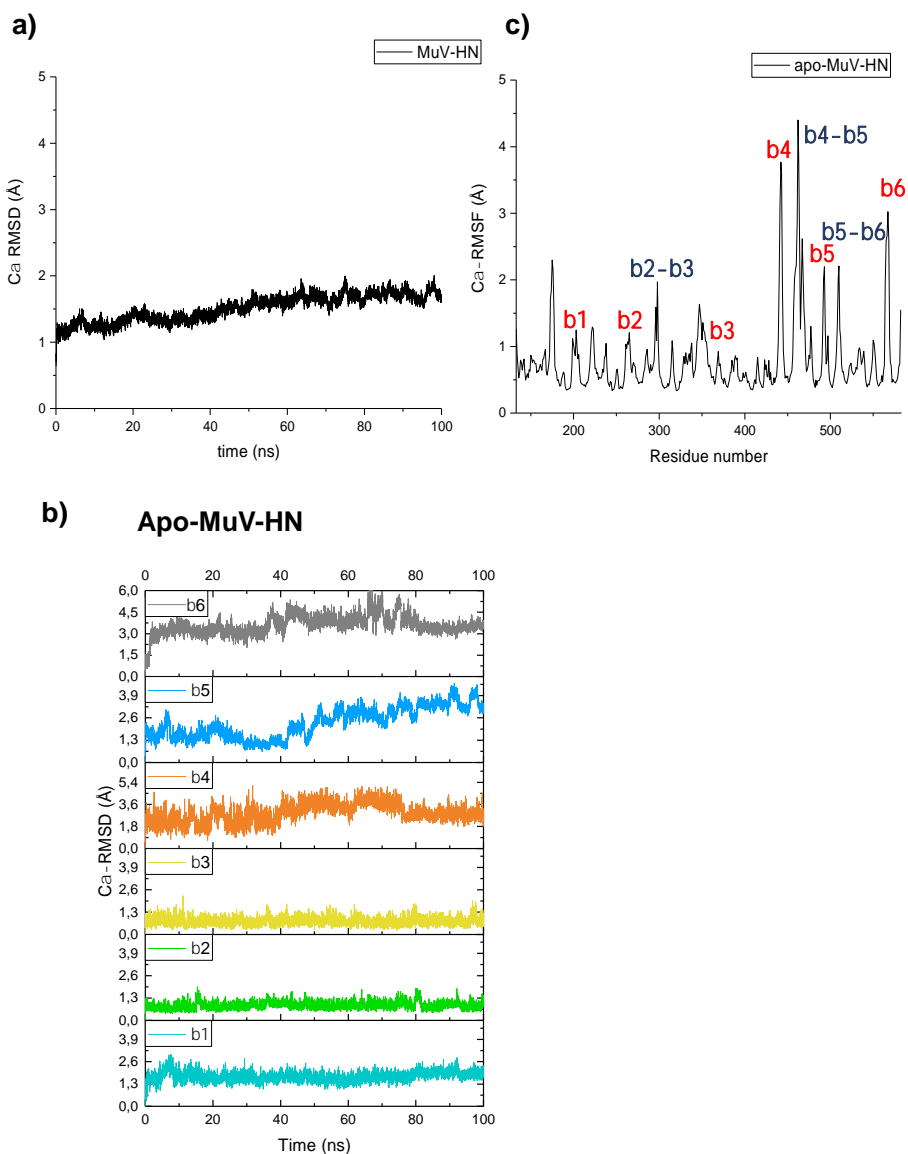 a)
MuV-HN
5
4
3
2
1
0
Ca RMSD (Å)
0 20 40 60 80 100
time (ns)
c)
apo-MuV-HN
5
4
3
2
1
0
Ca-RMSF (Å)
b1
b2
b2-b3
b3
b4
b4-b5
b5
b5-b6
b6
200 300 400 500
Residue number
b)
Apo-MuV-HN
0 20 40 60 80 100
6,0
4,5
3,0
1,5
0,0
b6
3,9
2,6
1,3
0,0
b5
5,4
3,6
1,8
0,0
b4
3,9
2,6
1,3
0,0
b3
3,9
2,6
1,3
0,0
b2
3,9
2,6
1,3
0,0
b1
Ca-RMSD (Å)
0 20 40 60 80 100
Time (ns)